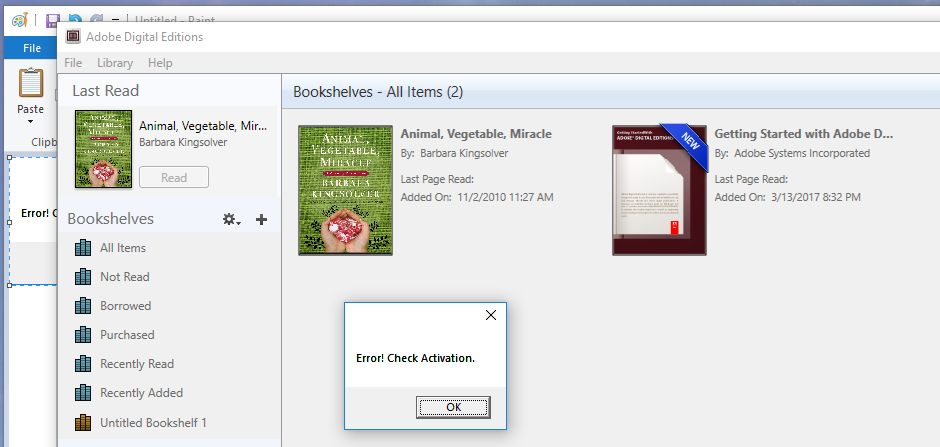 Untitled - Paint
File
Paste
Clipb
Error! C
Adobe Digital Editions
File Library Help
Last Read
ANIMAL,
VEGETABLE,
MIRACLE
Animal, Vegetable, Mir...
Barbara Kingsolver
Read
Bookshelves
All Items
Not Read
Borrowed
Purchased
Recently Read
Recently Added
Untitled Bookshelf 1
Bookshelves - All Items (2)
ANIMAL,
VEGETABLE,
MIRACLE
BARBARA
KINGSOLVER
Animal, Vegetable, Miracle
By: Barbara Kingsolver
Last Page Read:
Added On: 11/2/2010 11:27 AM
Getting Started With
ADOBE® DIGITAL EDITIONS
NEW
Getting Started with Adobe D...
By: Adobe Systems Incorporated
Last Page Read:
Added On: 3/13/2017 8:32 PM
Error! Check Activation.
OK